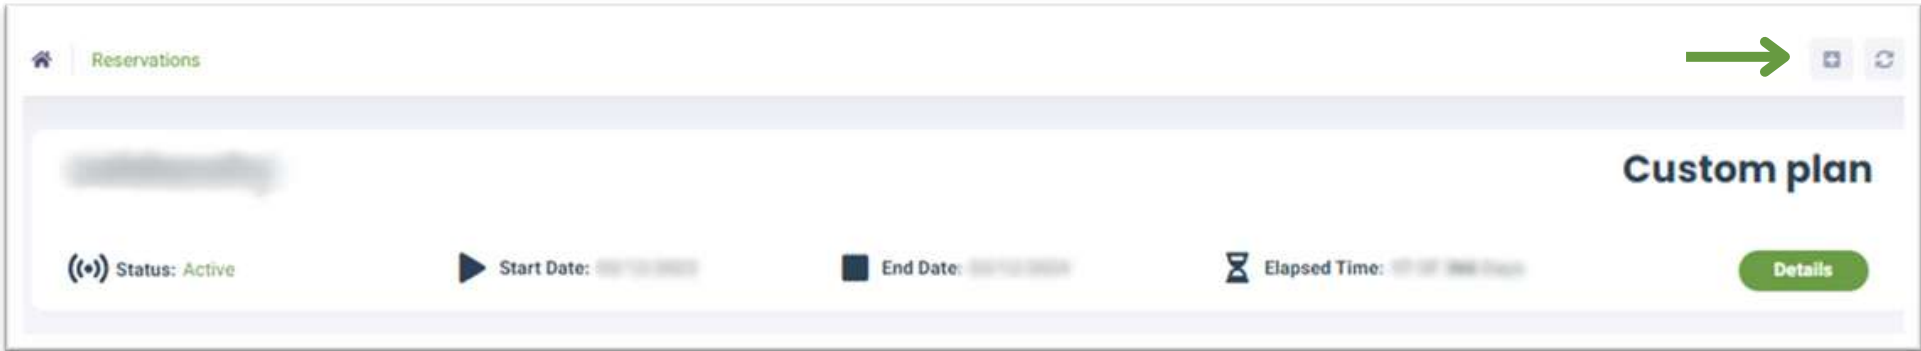 Reservations
Custom plan
Status: Active
Start Date:
End Date:
Elapsed Time:
Details